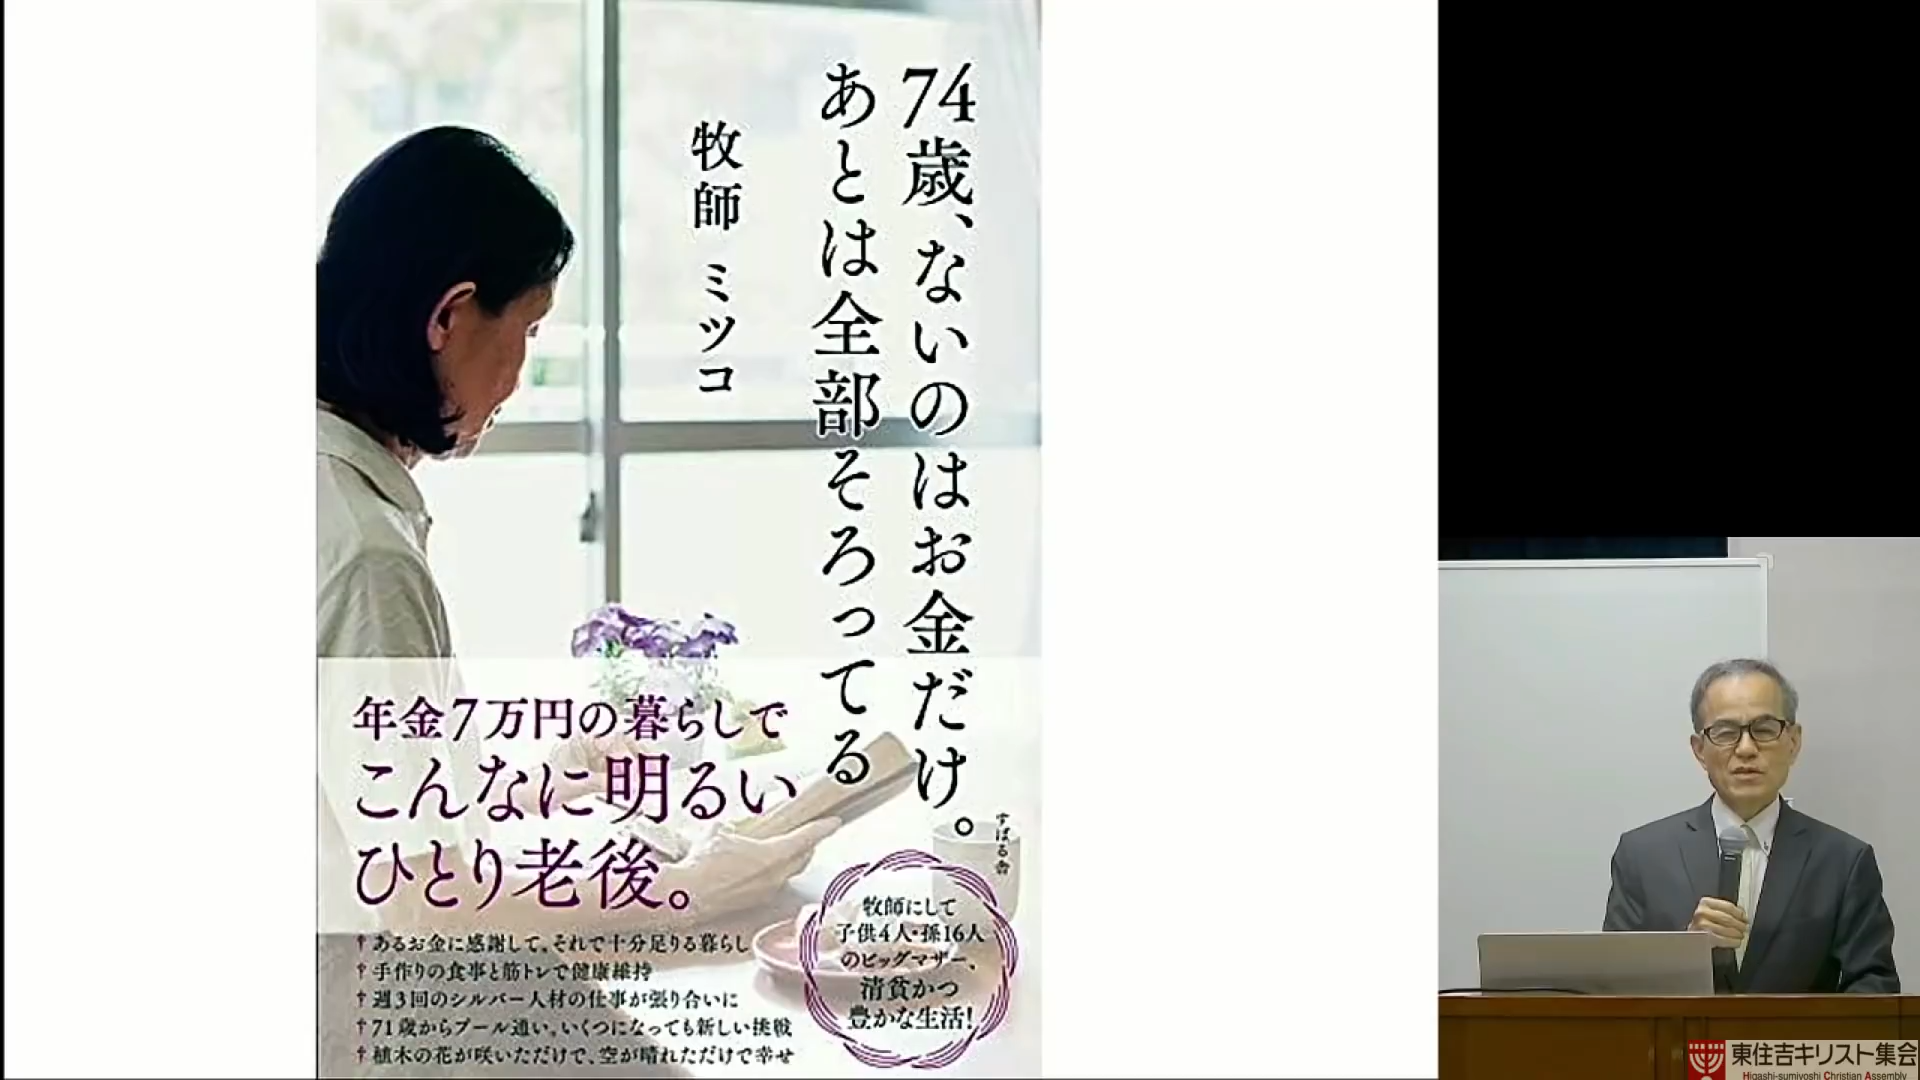 74歳、ないのはお金だけ。
あとは全部そろってる
牧師 ミツコ
すばる舎
年金7万円の暮らしで
こんなに明るい
ひとり老後。
†あるお金に感謝して、それで十分足りる暮らし
†手作りの食事と筋トレで健康維持
†週3回のシルバー人材の仕事が張り合いに
†71歳からプール通い。いくつになっても新しい挑戦
†植木の花が咲いただけで、空が晴れただけで幸せ
牧師にして
子供4人・孫16人
のビッグマザー、
清貧かつ
豊かな生活!
東住吉キリスト集会
Higashi-sumiyoshi Christian Assembly